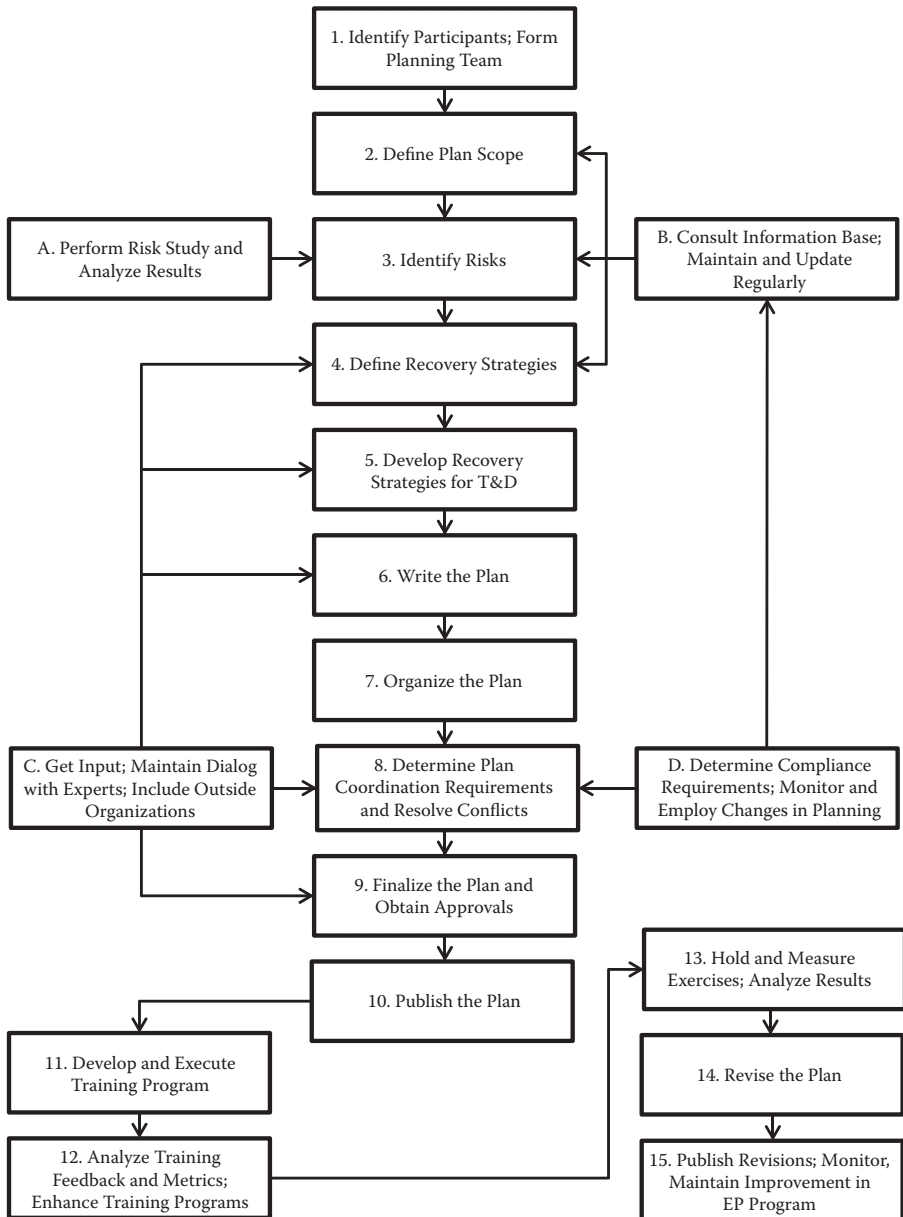 1. Identify Participants; Form
Planning Team
2. Define Plan Scope
A. Perform Risk Study and
Analyze Results
3. Identify Risks
B. Consult Information Base;
Maintain and Update
Regularly
4. Define Recovery Strategies
5. Develop Recovery
Strategies for T&D
6. Write the Plan
7. Organize the Plan
C. Get Input; Maintain Dialog
with Experts; Include Outside
Organizations
8. Determine Plan
Coordination Requirements
and Resolve Conflicts
D. Determine Compliance
Requirements; Monitor and
Employ Changes in Planning
9. Finalize the Plan and
Obtain Approvals
10. Publish the Plan
11. Develop and Execute
Training Program
12. Analyze Training
Feedback and Metrics;
Enhance Training Programs
13. Hold and Measure
Exercises; Analyze Results
14. Revise the Plan
15. Publish Revisions; Monitor,
Maintain Improvement in
EP Program